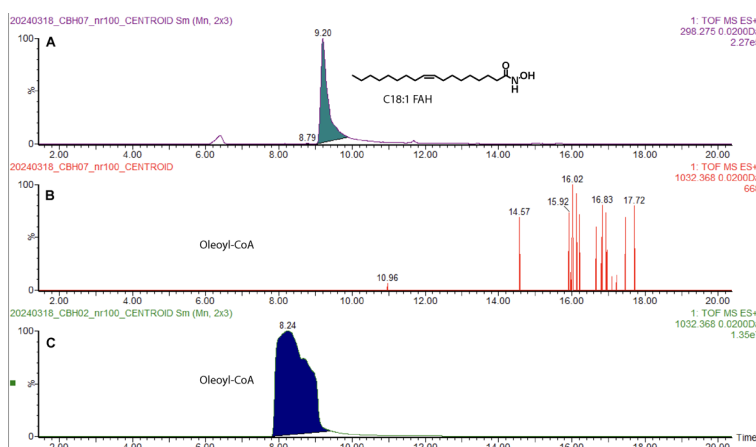 20240318_CBH07_nr100_CENTROID Sm (Mn, 2x3)
1: TOF MS ES+
298.275 0.0200Da
2.27e
100
A
9.20
O
N
H
OH
C18:1 FAH
%
8.79
0
2.00 4.00 6.00 8.00 10.00 12.00 14.00 16.00 18.00 20.00
20240318_CBH07_nr100_CENTROID
1: TOF MS ES+
1032.368 0.0200Da
668
100
B
16.02
15.92
16.83
17.72
14.57
%
Oleoyl-CoA
10.96
0
2.00 4.00 6.00 8.00 10.00 12.00 14.00 16.00 18.00 20.00
20240318_CBH02_nr100_CENTROID Sm (Mn, 2x3)
1: TOF MS ES+
1032.368 0.0200Da
1.35e
100
C
8.24
Oleoyl-CoA
%
0
Time
2.00 4.00 6.00 8.00 10.00 12.00 14.00 16.00 18.00 20.00